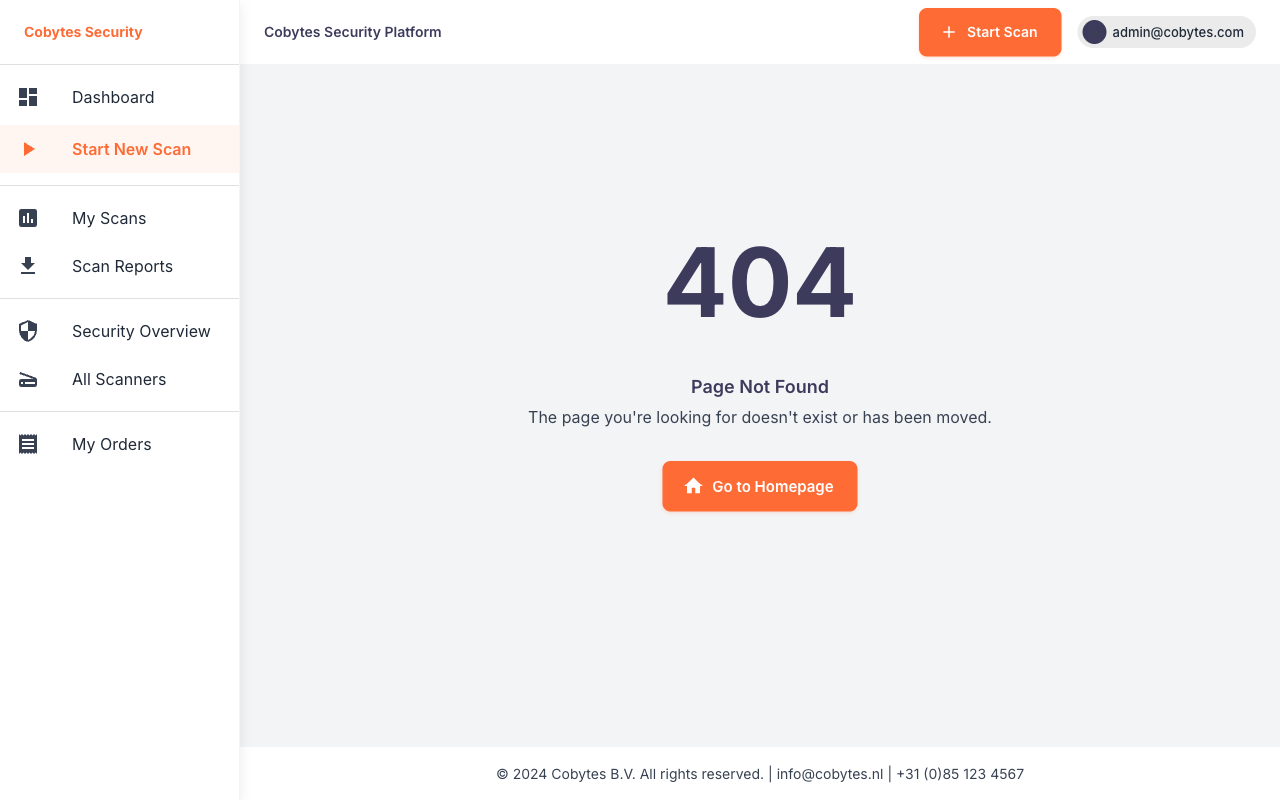 Cobytes Security
Cobytes Security Platform
Start Scan
admin@cobytes.com
Dashboard
Start New Scan
My Scans
Scan Reports
Security Overview
All Scanners
My Orders
404
Page Not Found
The page you're looking for doesn't exist or has been moved.
Go to Homepage
© 2024 Cobytes B.V. All rights reserved. | info@cobytes.nl | +31 (0)85 123 4567